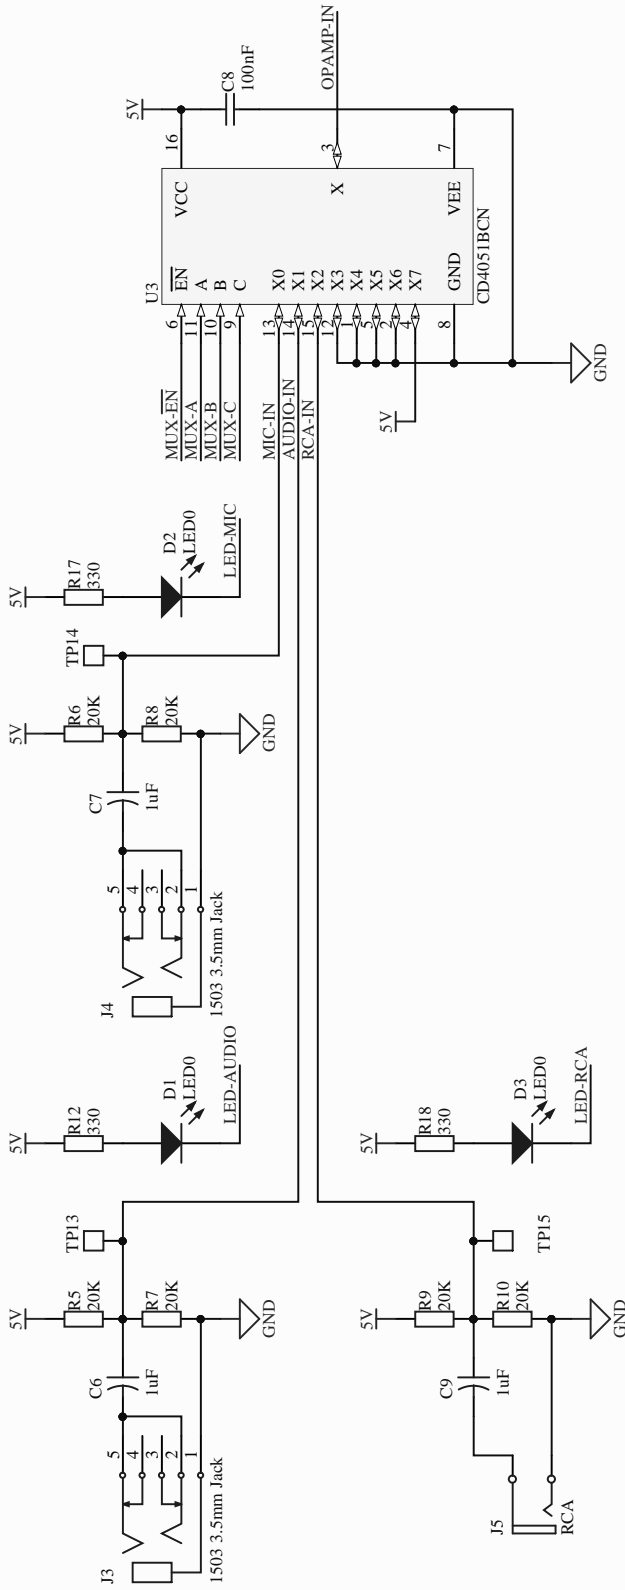 5V
C8
100nF
OPAMP-IN
16
3
7
VCC
X
VEE
U3
EN
A
B
C
X0
X1
X2
X3
X4
X5
X6
X7
GND
CD4051BCN
6
11
10
9
13
14
15
12
1
5
2
4
8
MUX-EN
MUX-A
MUX-B
MUX-C
MIC-IN
AUDIO-IN
RCA-IN
5V
GND
5V
R17
330
D2
LED0
LED-MIC
TP14
5V
R6
20K
R8
20K
GND
C7
1uF
5
4
3
2
1
J4
1503 3.5mm Jack
5V
R12
330
D1
LED0
LED-AUDIO
5V
R18
330
D3
LED0
LED-RCA
TP13
5V
R5
20K
R7
20K
GND
C6
1uF
5
4
3
2
1
J3
1503 3.5mm Jack
TP15
5V
R9
20K
R10
20K
GND
C9
1uF
J5
RCA